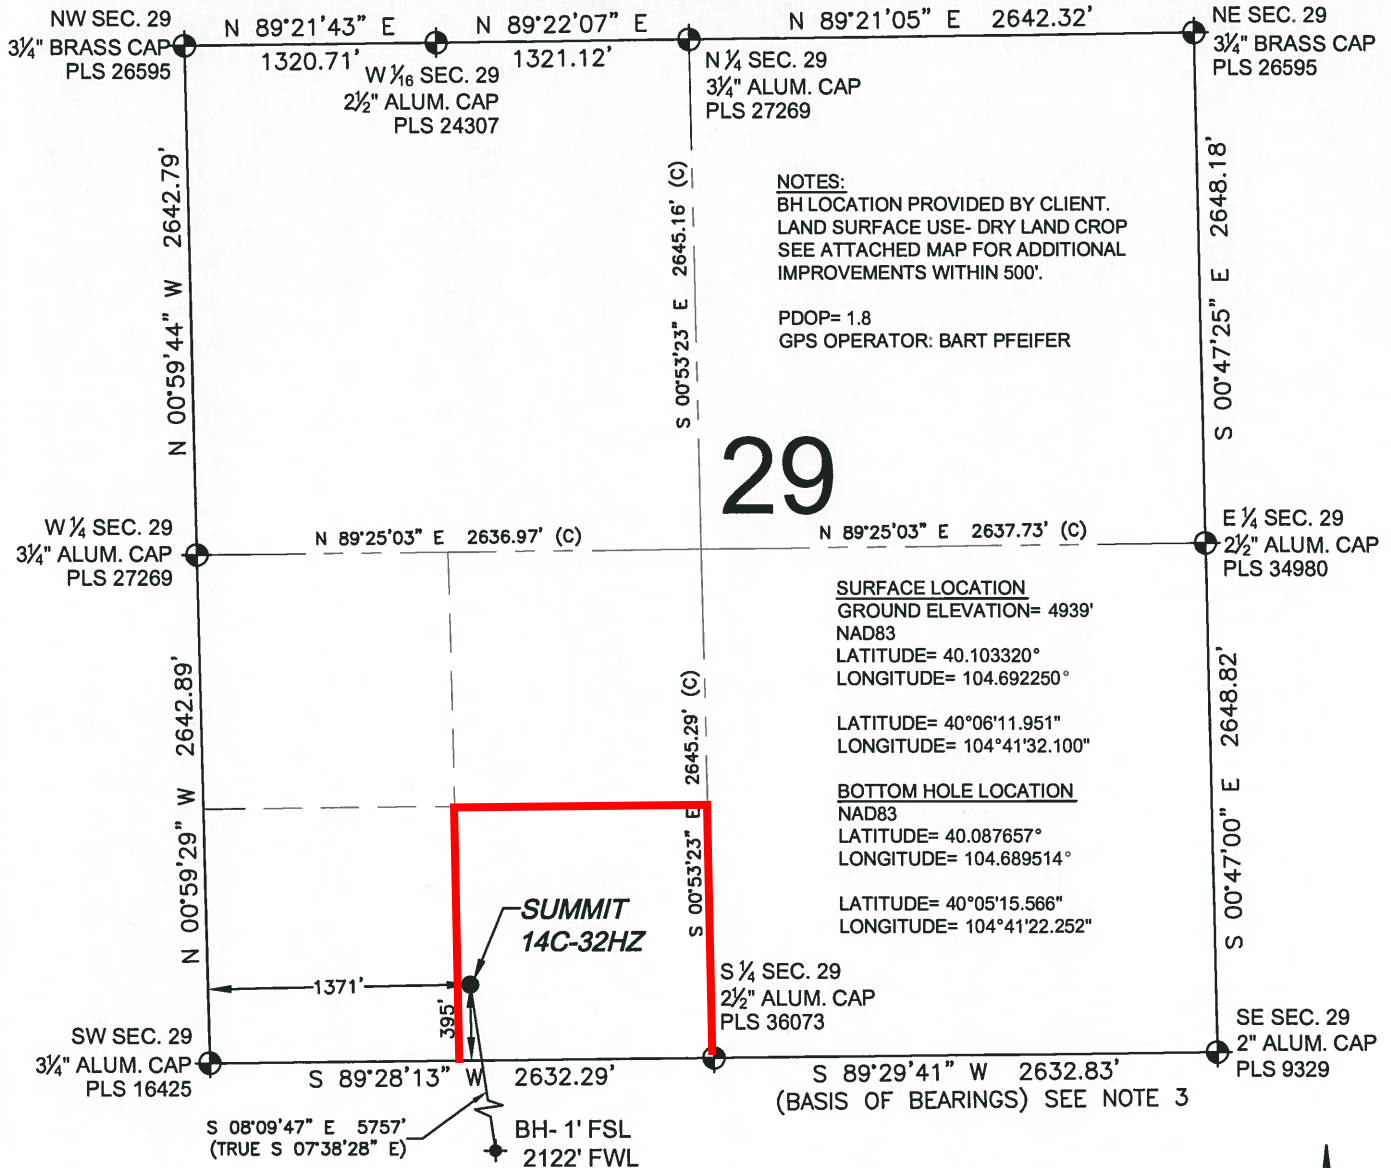 NW SEC. 29
3¼" BRASS CAP
PLS 26595
N 89°21'43" E
1320.71'
W 1⁄16 SEC. 29
2½" ALUM. CAP
PLS 24307
N 89°22'07" E
1321.12'
N ¼ SEC. 29
3¼" ALUM. CAP
PLS 27269
N 89°21'05" E 2642.32'
NE SEC. 29
3¼" BRASS CAP
PLS 26595
N 00°59'44" W 2642.79'
S 00°53'23" E 2645.16' (C)
NOTES:
BH LOCATION PROVIDED BY CLIENT.
LAND SURFACE USE- DRY LAND CROP
SEE ATTACHED MAP FOR ADDITIONAL
IMPROVEMENTS WITHIN 500'.
PDOP= 1.8
GPS OPERATOR: BART PFEIFER
S 00°47'25" E 2648.18'
29
W ¼ SEC. 29
3¼" ALUM. CAP
PLS 27269
N 89°25'03" E 2636.97' (C)
N 89°25'03" E 2637.73' (C)
E ¼ SEC. 29
2½" ALUM. CAP
PLS 34980
SURFACE LOCATION
GROUND ELEVATION= 4939'
NAD83
LATITUDE= 40.103320°
LONGITUDE= 104.692250°
LATITUDE= 40°06'11.951"
LONGITUDE= 104°41'32.100"
BOTTOM HOLE LOCATION
NAD83
LATITUDE= 40.087657°
LONGITUDE= 104.689514°
LATITUDE= 40°05'15.566"
LONGITUDE= 104°41'22.252"
N 00°59'29" W 2642.89'
S 00°53'23" E 2645.29' (C)
S 00°47'00" E 2648.82'
SUMMIT
14C-32HZ
1371'
395'
S ¼ SEC. 29
2½" ALUM. CAP
PLS 36073
SW SEC. 29
3¼" ALUM. CAP
PLS 16425
S 89°28'13" W 2632.29'
S 89°29'41" W 2632.83'
(BASIS OF BEARINGS) SEE NOTE 3
SE SEC. 29
2" ALUM. CAP
PLS 9329
S 08°09'47" E 5757'
(TRUE S 07°38'28" E)
BH- 1' FSL
2122' FWL